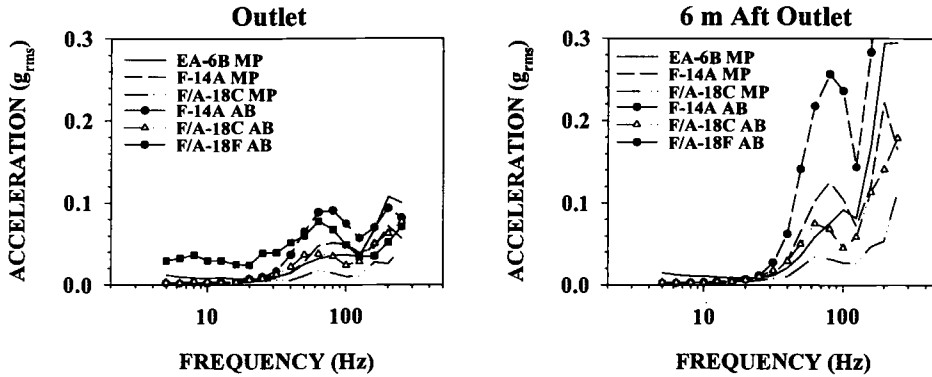 Outlet
ACCELERATION (grms)
0.3
0.2
0.1
0.0
EA-6B MP
F-14A MP
F/A-18C MP
F-14A AB
F/A-18C AB
F/A-18F AB
10
100
FREQUENCY (Hz)
6 m Aft Outlet
ACCELERATION (grms)
0.3
0.2
0.1
0.0
EA-6B MP
F-14A MP
F/A-18C MP
F-14A AB
F/A-18C AB
F/A-18F AB
10
100
FREQUENCY (Hz)